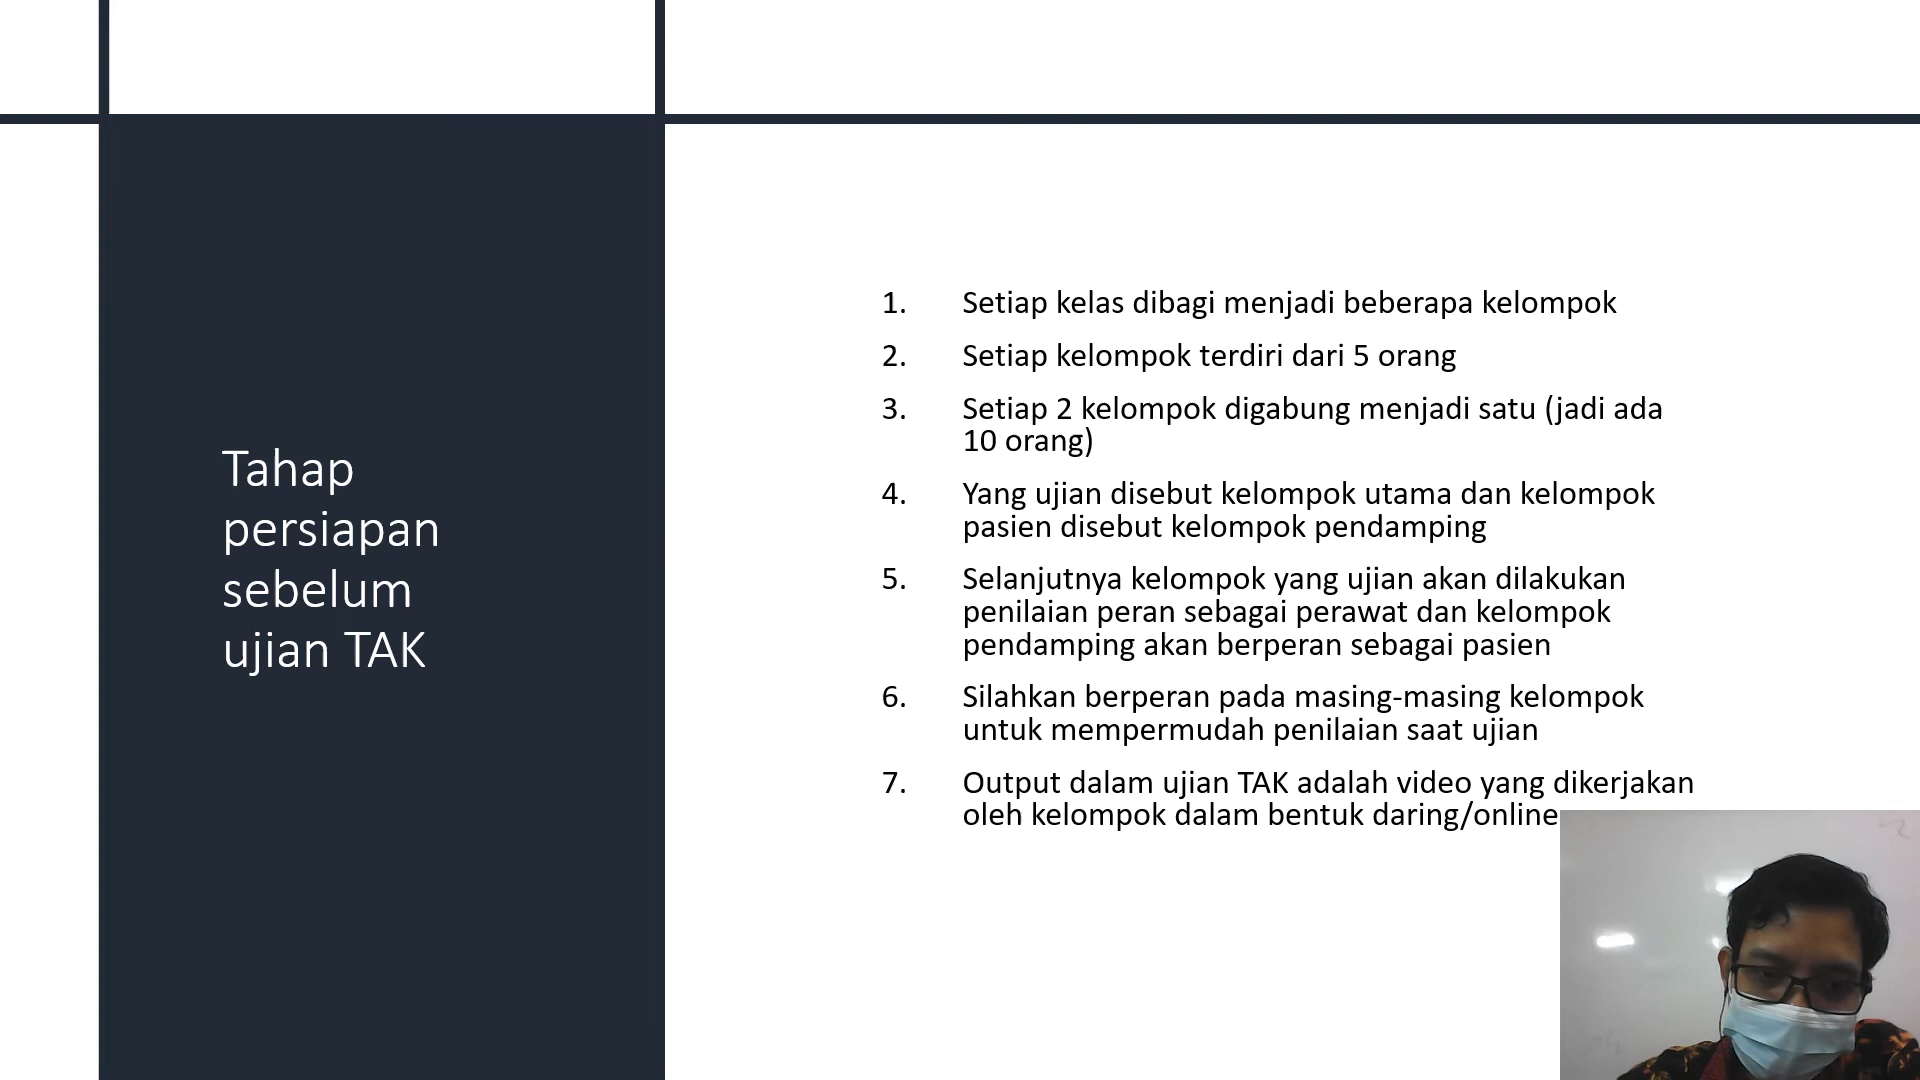 Tahap
persiapan
sebelum
ujian TAK
1. Setiap kelas dibagi menjadi beberapa kelompok
2. Setiap kelompok terdiri dari 5 orang
3. Setiap 2 kelompok digabung menjadi satu (jadi ada
10 orang)
4. Yang ujian disebut kelompok utama dan kelompok
pasien disebut kelompok pendamping
5. Selanjutnya kelompok yang ujian akan dilakukan
penilaian peran sebagai perawat dan kelompok
pendamping akan berperan sebagai pasien
6. Silahkan berperan pada masing-masing kelompok
untuk mempermudah penilaian saat ujian
7. Output dalam ujian TAK adalah video yang dikerjakan
oleh kelompok dalam bentuk daring/online